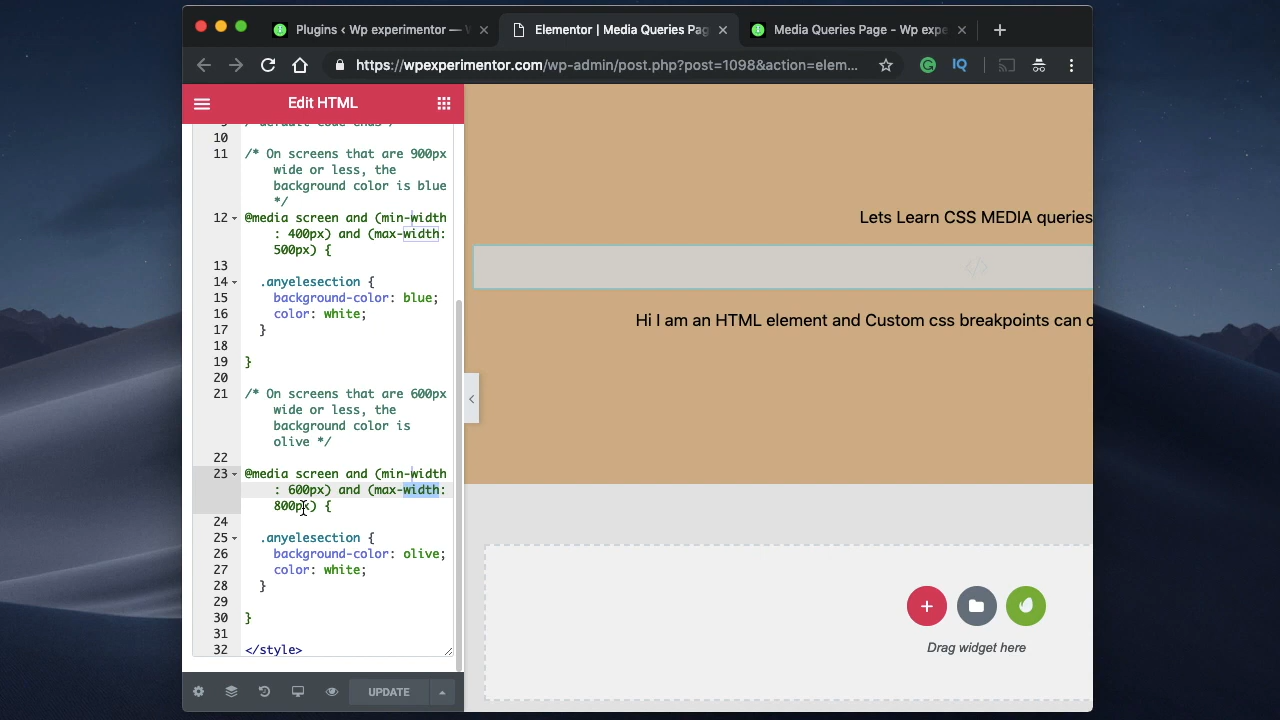 Plugins ‹ Wp experimentor —
Elementor | Media Queries Pag
Media Queries Page - Wp expe
https://wpexperimentor.com/wp-admin/post.php?post=1098&action=elem...
IQ
Edit HTML
10
11 /* On screens that are 900px
wide or less, the
background color is blue
*/
12 @media screen and (min-width
: 400px) and (max-width:
500px) {
13
14 .anyelesection {
15 background-color: blue;
16 color: white;
17 }
18
19 }
20
21 /* On screens that are 600px
wide or less, the
background color is
olive */
22
23 @media screen and (min-width
: 600px) and (max-width:
800px) {
24
25 .anyelesection {
26 background-color: olive;
27 color: white;
28 }
29
30 }
31
32 </style>
UPDATE
Lets Learn CSS MEDIA queries
</>
Hi I am an HTML element and Custom css breakpoints can
Drag widget here